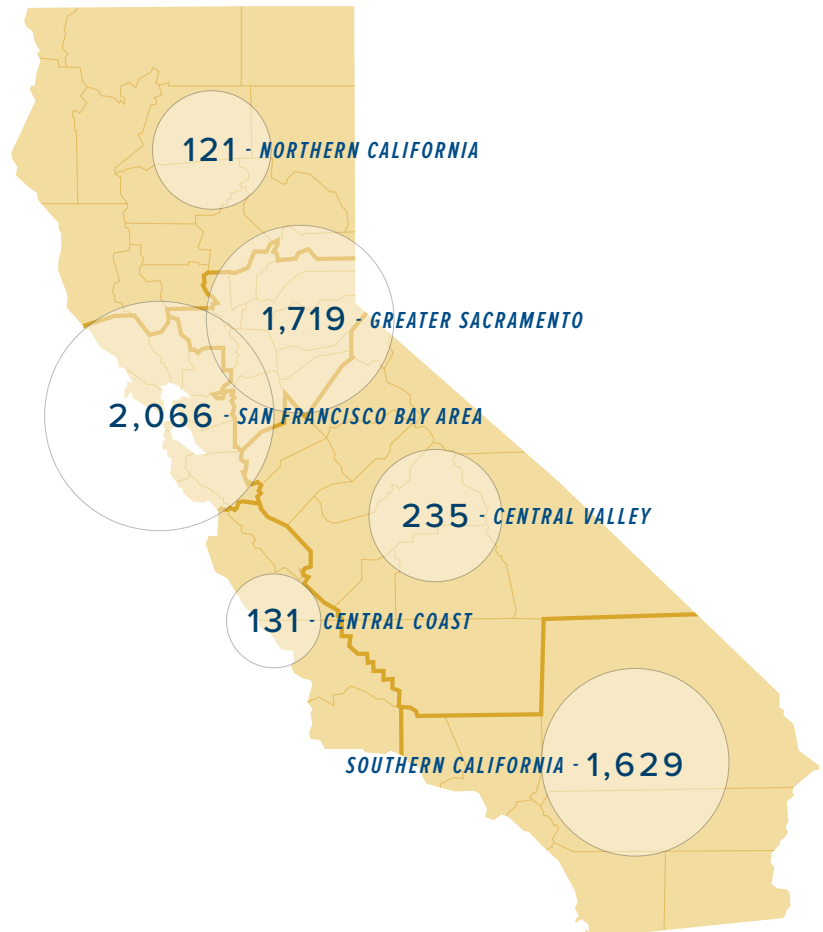 121 - NORTHERN CALIFORNIA
1,719 - GREATER SACRAMENTO
2,066 - SAN FRANCISCO BAY AREA
235 - CENTRAL VALLEY
131 - CENTRAL COAST
SOUTHERN CALIFORNIA - 1,629